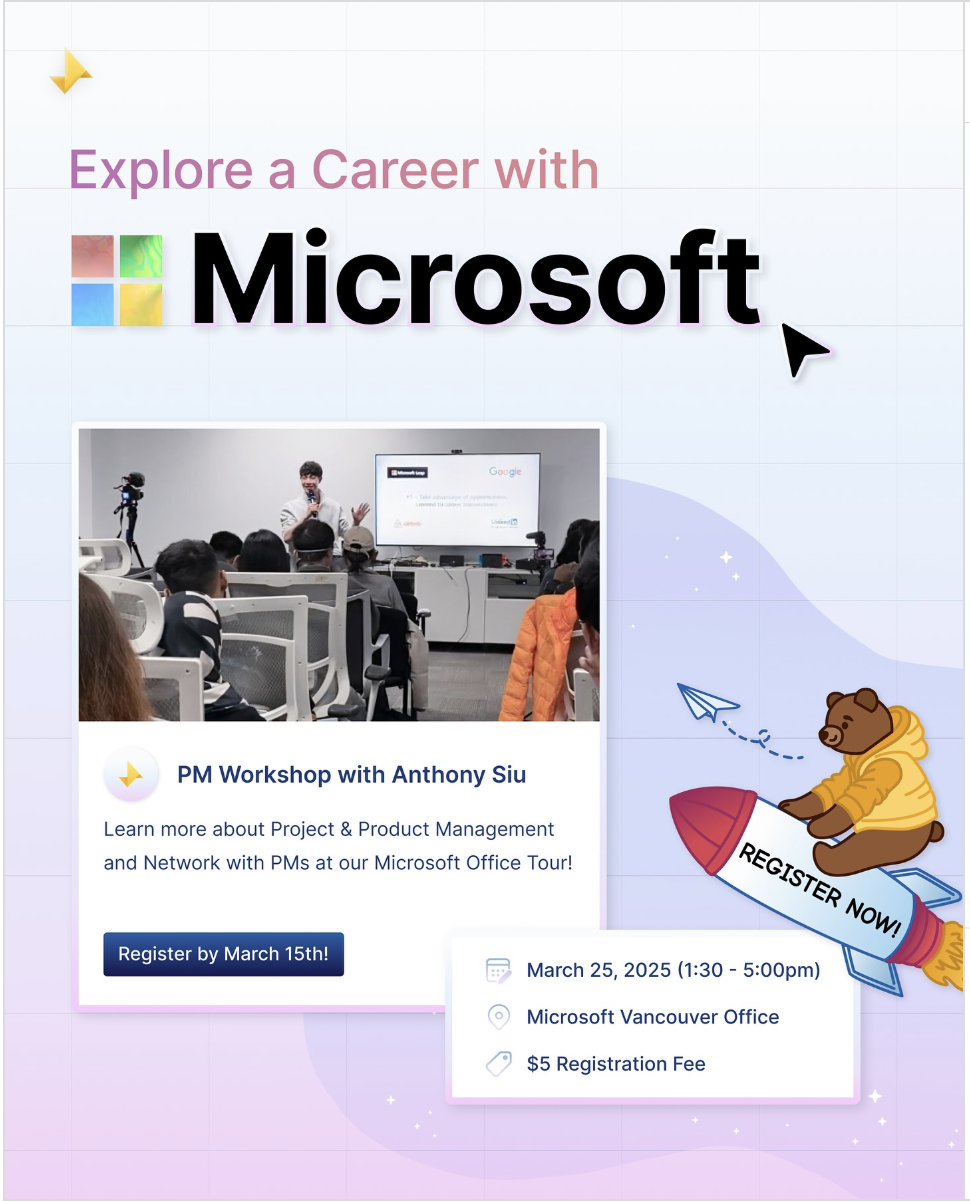 Explore a Career with
Microsoft
Google
PM Workshop with Anthony Siu
Learn more about Project & Product Management
and Network with PMs at our Microsoft Office Tour!
Register by March 15th!
REGISTER NOW!
March 25, 2025 (1:30 - 5:00pm)
Microsoft Vancouver Office
$5 Registration Fee